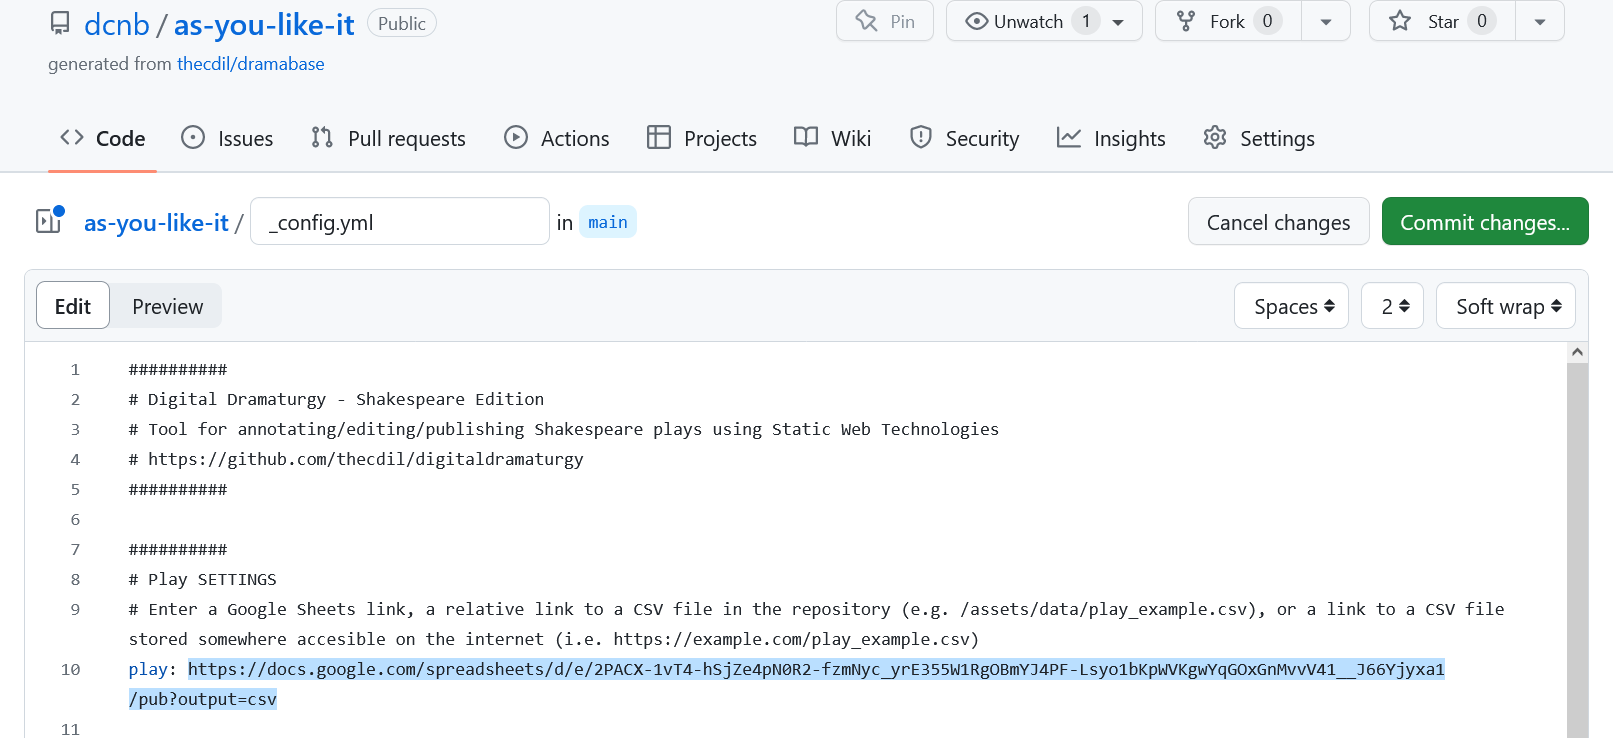 dcnb / as-you-like-it Public Pin Unwatch 1 Fork 0 Star 0
generated from thecdil/dramabase
Code Issues Pull requests Actions Projects Wiki Security Insights Settings
as-you-like-it / _config.yml in main Cancel changes Commit changes...
Edit Preview Spaces 2 Soft wrap
1 ##########
2 # Digital Dramaturgy - Shakespeare Edition
3 # Tool for annotating/editing/publishing Shakespeare plays using Static Web Technologies
4 # https://github.com/thecdil/digitaldramaturgy
5 ##########
6
7 ##########
8 # Play SETTINGS
9 # Enter a Google Sheets link, a relative link to a CSV file in the repository (e.g. /assets/data/play_example.csv), or a link to a CSV file
stored somewhere accesible on the internet (i.e. https://example.com/play_example.csv)
10 play: https://docs.google.com/spreadsheets/d/e/2PACX-1vT4-hSjZe4pN0R2-fzmNyc_yrE355W1RgOBmYJ4PF-Lsyo1bKpWVKgwYqGOxGnMvvV41__J66Yjyxa1
/pub?output=csv
11